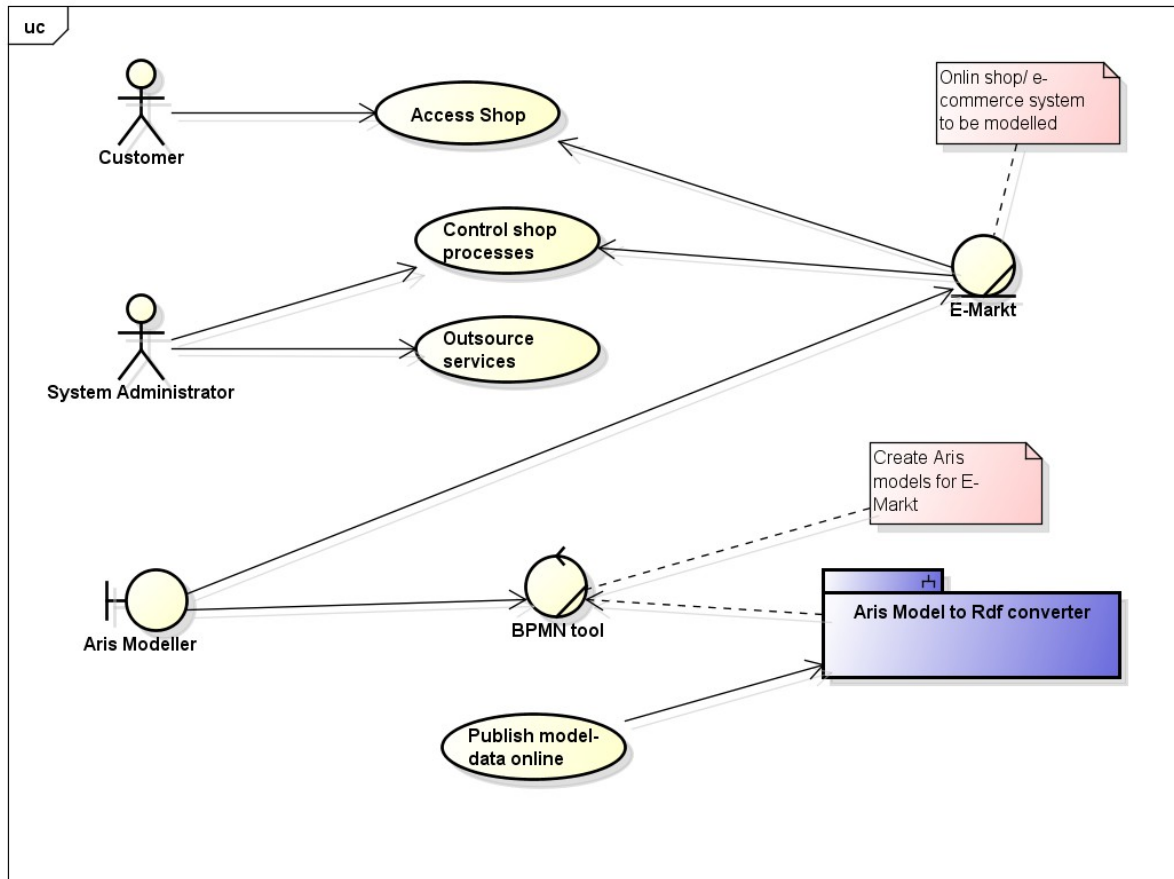 uc
Customer
Access Shop
Onlin shop/ e-
commerce system
to be modelled
Control shop
processes
E-Markt
System Administrator
Outsource
services
Create Aris
models for E-
Markt
Aris Modeller
BPMN tool
Aris Model to Rdf converter
Publish model-
data online